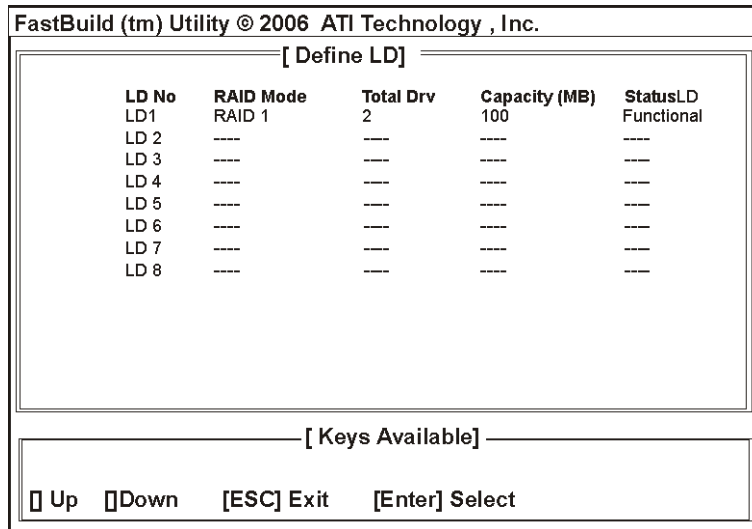 FastBuild (tm) Utility © 2006 ATI Technology , Inc.
[ Define LD]
LD No RAID Mode Total Drv Capacity (MB) StatusLD
LD1 RAID 1 2 100 Functional
LD 2 ---- ---- ---- ----
LD 3 ---- ---- ---- ----
LD 4 ---- ---- ---- ----
LD 5 ---- ---- ---- ----
LD 6 ---- ---- ---- ----
LD 7 ---- ---- ---- ----
LD 8 ---- ---- ---- ----
[ Keys Available]
[] Up []Down [ESC] Exit [Enter] Select